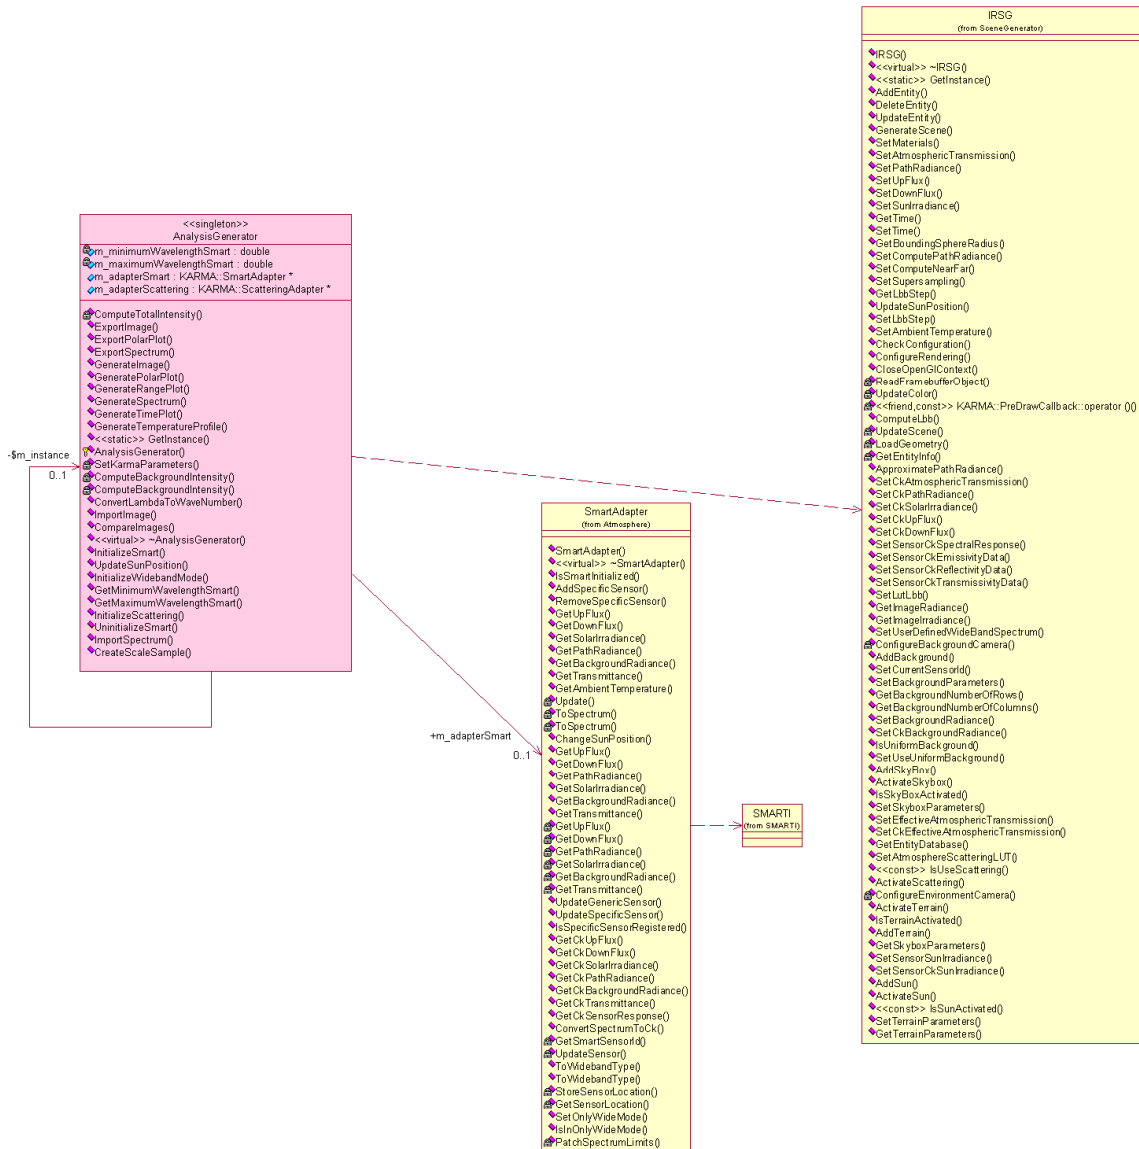 IRSG
(from SceneGenerator)
IRSG()
<<virtual>> ~IRSG()
<<static>> GetInstance()
AddEntity()
DeleteEntity()
UpdateEntity()
GenerateScene()
SetMaterials()
SetAtmosphericTransmission()
SetPathRadiance()
SetUpFlux()
SetDownFlux()
SetSunIrradiance()
GetTime()
SetTime()
GetBoundingSphereRadius()
SetComputePathRadiance()
SetComputeNearFar()
SetSupersampling()
GetLbbStep()
UpdateSunPosition()
SetLbbStep()
SetAmbientTemperature()
CheckConfiguration()
ConfigureRendering()
CloseOpenGlContext()
ReadFramebufferObject()
UpdateColor()
<<friend,const>> KARMA::PreDrawCallback::operator ()()
ComputeLbb()
UpdateScene()
LoadGeometry()
GetEntityInfo()
ApproximatePathRadiance()
SetCkAtmosphericTransmission()
SetCkPathRadiance()
SetCkSolarIrradiance()
SetCkUpFlux()
SetCkDownFlux()
SetSensorCkSpectralResponse()
SetSensorCkEmissivityData()
SetSensorCkReflectivityData()
SetSensorCkTransmissivityData()
SetLutLbb()
GetImageRadiance()
GetImageIrradiance()
SetUserDefinedWideBandSpectrum()
ConfigureBackgroundCamera()
AddBackground()
SetCurrentSensorId()
SetBackgroundParameters()
GetBackgroundNumberOfRows()
GetBackgroundNumberOfColumns()
SetBackgroundRadiance()
SetCkBackgroundRadiance()
IsUniformBackground()
SetUseUniformBackground()
AddSkyBox()
ActivateSkybox()
IsSkyBoxActivated()
SetSkyboxParameters()
SetEffectiveAtmosphericTransmission()
SetCkEffectiveAtmosphericTransmission()
GetEntityDatabase()
SetAtmosphereScatteringLUT()
<<const>> IsUseScattering()
ActivateScattering()
ConfigureEnvironmentCamera()
ActivateTerrain()
IsTerrainActivated()
AddTerrain()
GetSkyboxParameters()
SetSensorSunIrradiance()
SetSensorCkSunIrradiance()
AddSun()
ActivateSun()
<<const>> IsSunActivated()
SetTerrainParameters()
GetTerrainParameters()
<<singleton>>
AnalysisGenerator
m_minimumWavelengthSmart : double
m_maximumWavelengthSmart : double
m_adapterSmart : KARMA::SmartAdapter *
m_adapterScattering : KARMA::ScatteringAdapter *
ComputeTotalIntensity()
ExportImage()
ExportPolarPlot()
ExportSpectrum()
GenerateImage()
GeneratePolarPlot()
GenerateRangePlot()
GenerateSpectrum()
GenerateTimePlot()
GenerateTemperatureProfile()
<<static>> GetInstance()
AnalysisGenerator()
SetKarmaParameters()
ComputeBackgroundIntensity()
ComputeBackgroundIntensity()
ConvertLambdaToWaveNumber()
ImportImage()
CompareImages()
<<virtual>> ~AnalysisGenerator()
InitializeSmart()
UpdateSunPosition()
InitializeWidebandMode()
GetMinimumWavelengthSmart()
GetMaximumWavelengthSmart()
InitializeScattering()
UninitializeSmart()
ImportSpectrum()
CreateScaleSample()
-$m_instance
0..1
+m_adapterSmart
0..1
SmartAdapter
(from Atmosphere)
SmartAdapter()
<<virtual>> ~SmartAdapter()
IsSmartInitialized()
AddSpecificSensor()
RemoveSpecificSensor()
GetUpFlux()
GetDownFlux()
GetSolarIrradiance()
GetPathRadiance()
GetBackgroundRadiance()
GetTransmittance()
GetAmbientTemperature()
Update()
ToSpectrum()
ToSpectrum()
ChangeSunPosition()
GetUpFlux()
GetDownFlux()
GetPathRadiance()
GetSolarIrradiance()
GetBackgroundRadiance()
GetTransmittance()
GetUpFlux()
GetDownFlux()
GetPathRadiance()
GetSolarIrradiance()
GetBackgroundRadiance()
GetTransmittance()
UpdateGenericSensor()
UpdateSpecificSensor()
IsSpecificSensorRegistered()
GetCkUpFlux()
GetCkDownFlux()
GetCkSolarIrradiance()
GetCkPathRadiance()
GetCkBackgroundRadiance()
GetCkTransmittance()
GetCkSensorResponse()
ConvertSpectrumToCk()
GetSmartSensorId()
UpdateSensor()
ToWidebandType()
ToWidebandType()
StoreSensorLocation()
GetSensorLocation()
SetOnlyWideMode()
IsInOnlyWideMode()
PatchSpectrumLimits()
SMARTI
(from SMARTI)